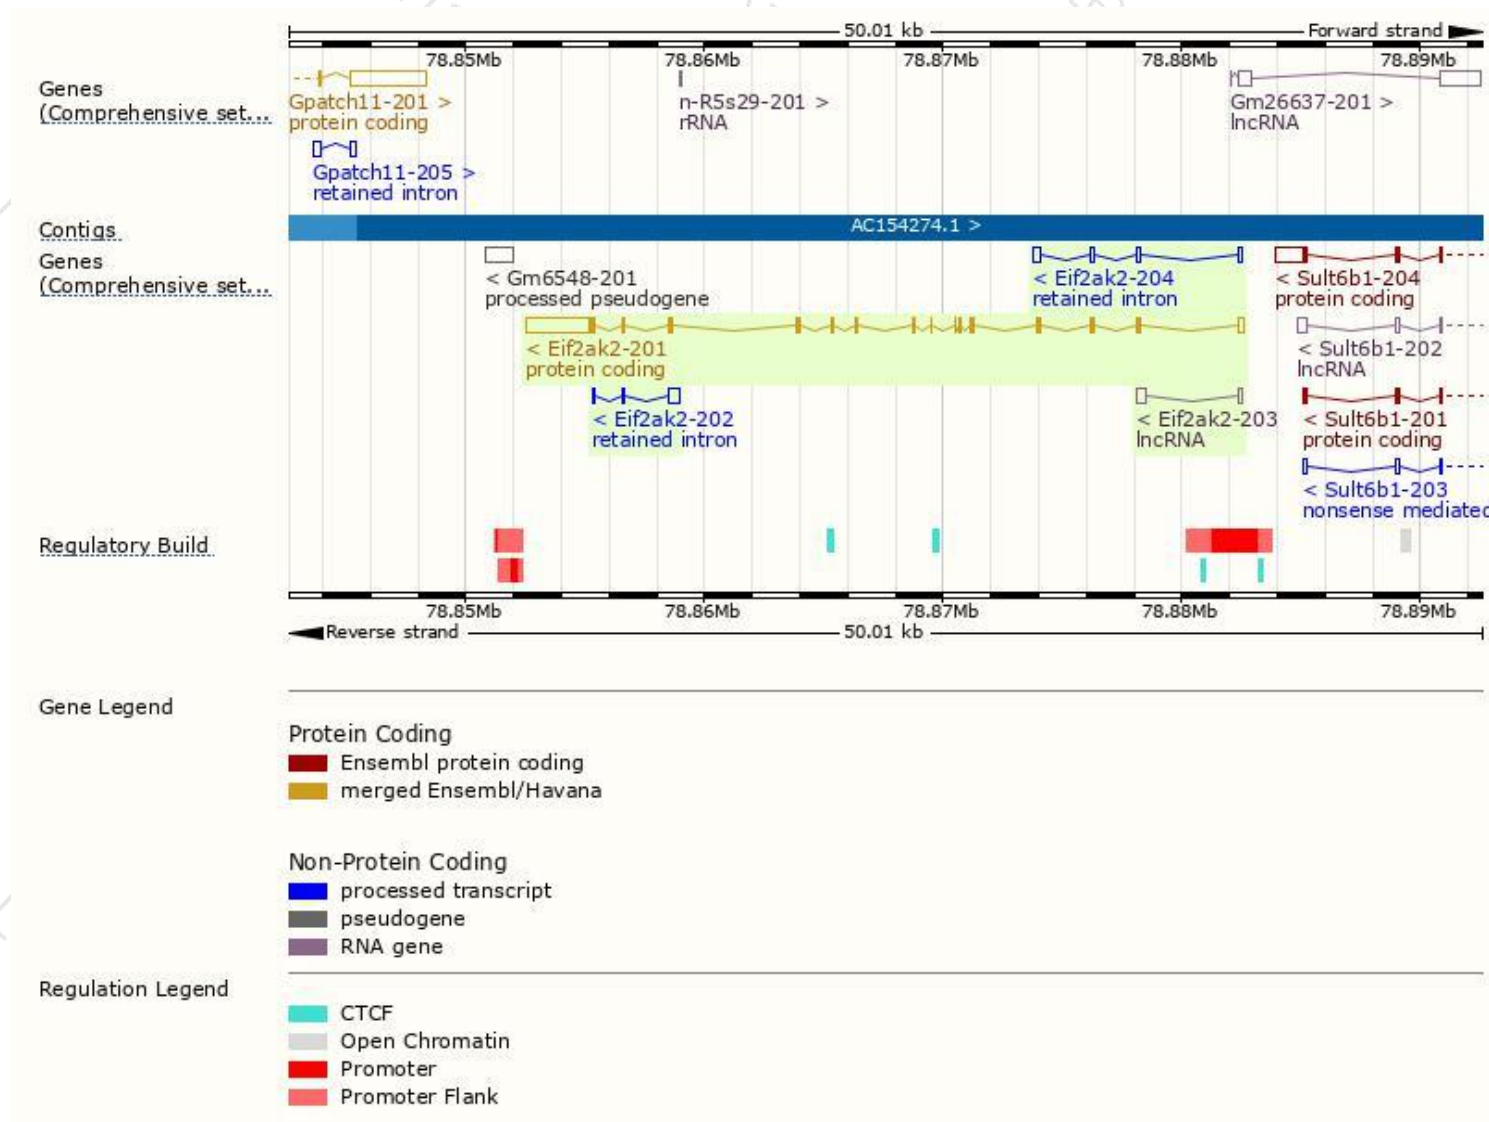 50.01 kb
Forward strand
78.85Mb 78.86Mb 78.87Mb 78.88Mb 78.89Mb
Genes
(Comprehensive set...
Gpatch11-201 >
protein coding
n-R5s29-201 >
rRNA
Gm26637-201 >
lncRNA
Gpatch11-205 >
retained intron
Contigs
AC154274.1 >
Genes
(Comprehensive set...
< Gm6548-201
processed pseudogene
< Eif2ak2-204
retained intron
< Sult6b1-204
protein coding
< Eif2ak2-201
protein coding
< Sult6b1-202
lncRNA
< Eif2ak2-202
retained intron
< Eif2ak2-203
lncRNA
< Sult6b1-201
protein coding
< Sult6b1-203
nonsense mediated
Regulatory Build
78.85Mb 78.86Mb 78.87Mb 78.88Mb 78.89Mb
Reverse strand
50.01 kb
Gene Legend
Protein Coding
Ensembl protein coding
merged Ensembl/Havana
Non-Protein Coding
processed transcript
pseudogene
RNA gene
Regulation Legend
CTCF
Open Chromatin
Promoter
Promoter Flank